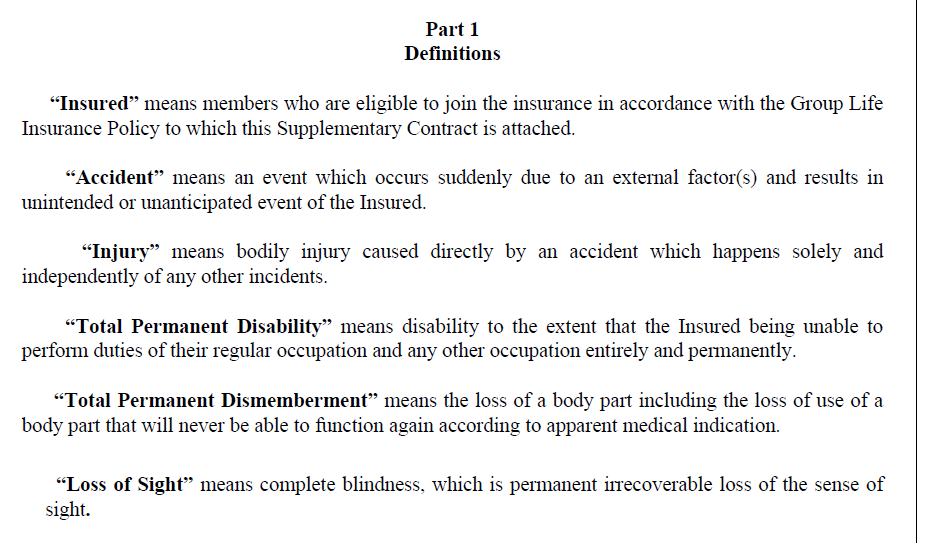 Part 1
Definitions
“Insured” means members who are eligible to join the insurance in accordance with the Group Life
Insurance Policy to which this Supplementary Contract is attached.
“Accident” means an event which occurs suddenly due to an external factor(s) and results in
unintended or unanticipated event of the Insured.
“Injury” means bodily injury caused directly by an accident which happens solely and
independently of any other incidents.
“Total Permanent Disability” means disability to the extent that the Insured being unable to
perform duties of their regular occupation and any other occupation entirely and permanently.
“Total Permanent Dismemberment” means the loss of a body part including the loss of use of a
body part that will never be able to function again according to apparent medical indication.
“Loss of Sight” means complete blindness, which is permanent irrecoverable loss of the sense of
sight.